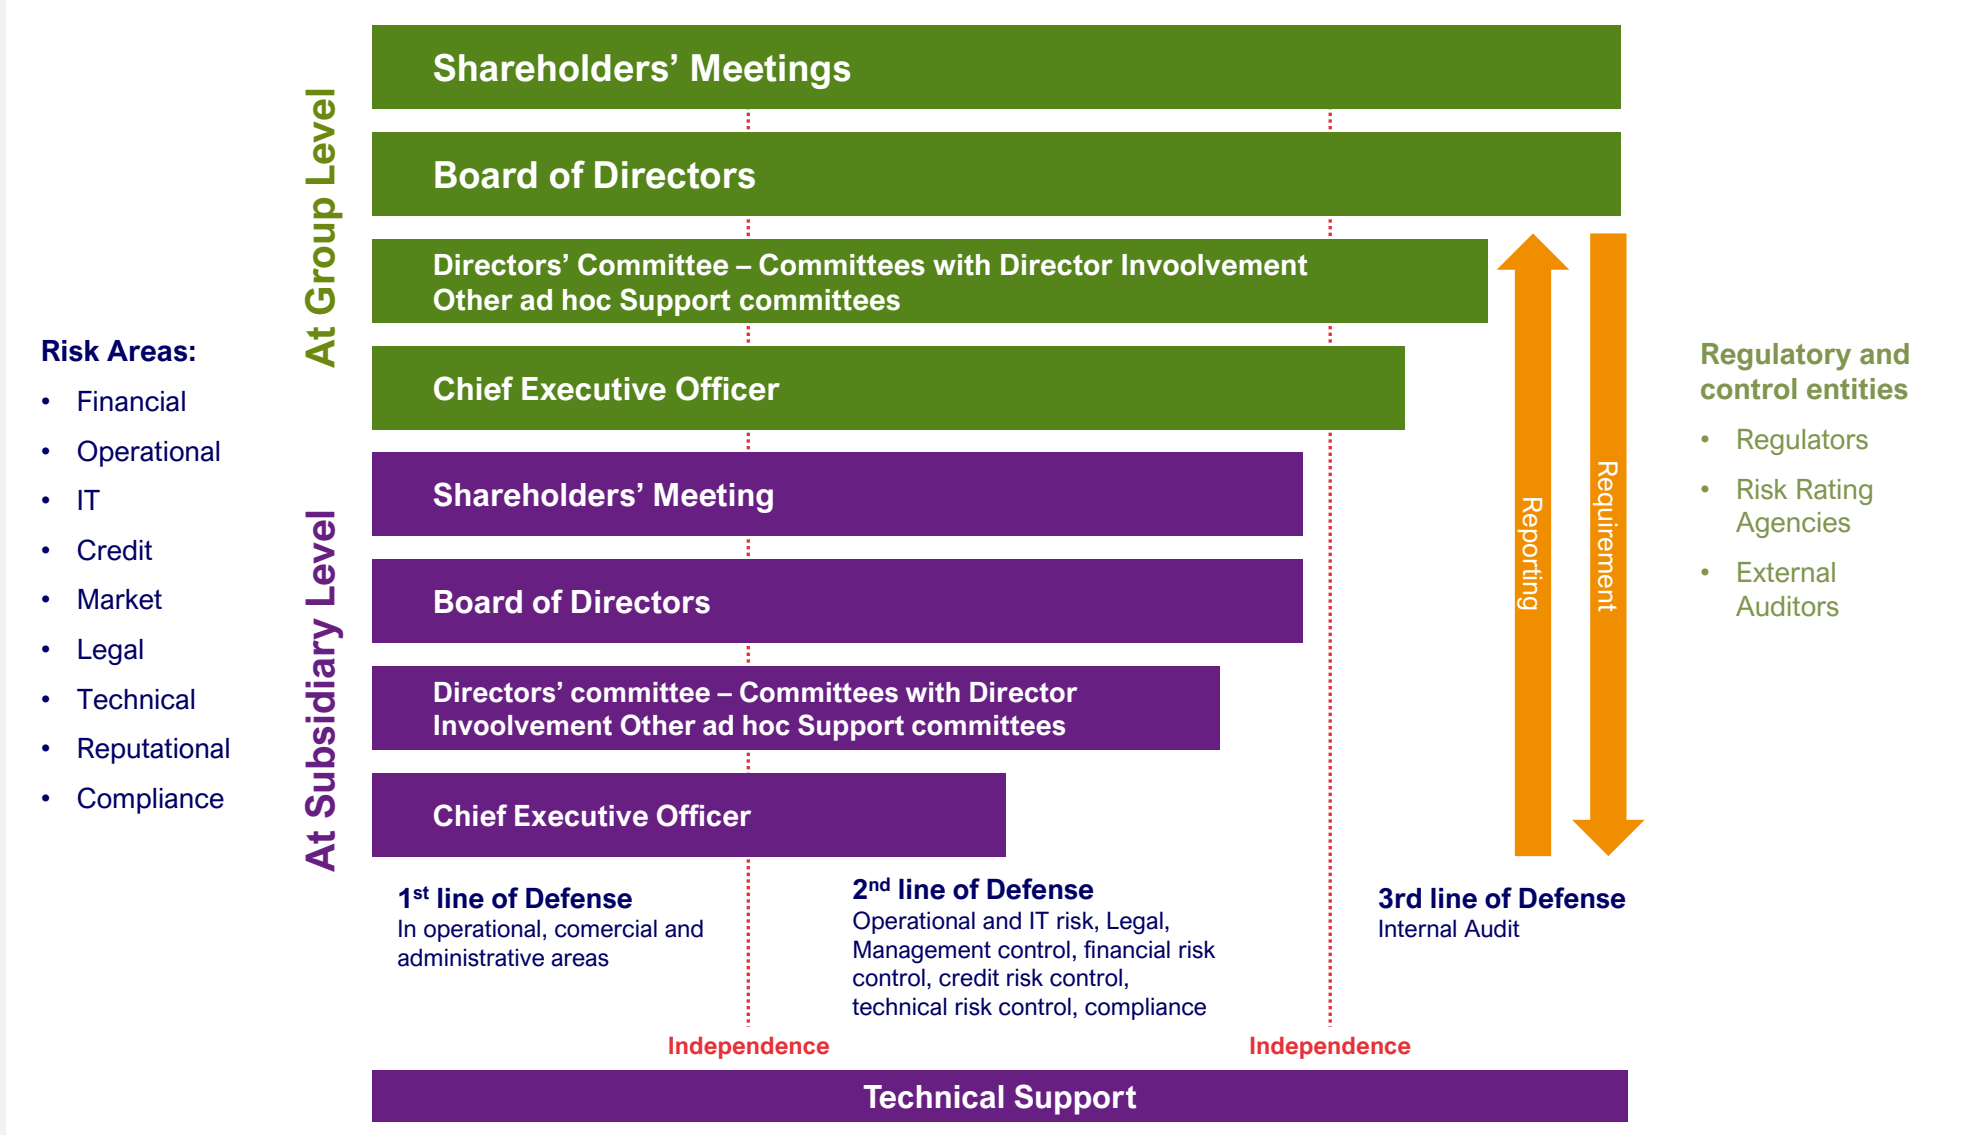 At Group Level
Shareholders’ Meetings
Board of Directors
Directors’ Committee – Committees with Director Invoolvement
Other ad hoc Support committees
Chief Executive Officer
At Subsidiary Level
Shareholders’ Meeting
Board of Directors
Directors’ committee – Committees with Director
Invoolvement Other ad hoc Support committees
Chief Executive Officer
Risk Areas:
• Financial
• Operational
• IT
• Credit
• Market
• Legal
• Technical
• Reputational
• Compliance
Reporting
Requirement
Regulatory and
control entities
• Regulators
• Risk Rating
Agencies
• External
Auditors
1st line of Defense
In operational, comercial and
administrative areas
2nd line of Defense
Operational and IT risk, Legal,
Management control, financial risk
control, credit risk control,
technical risk control, compliance
3rd line of Defense
Internal Audit
Independence
Independence
Technical Support